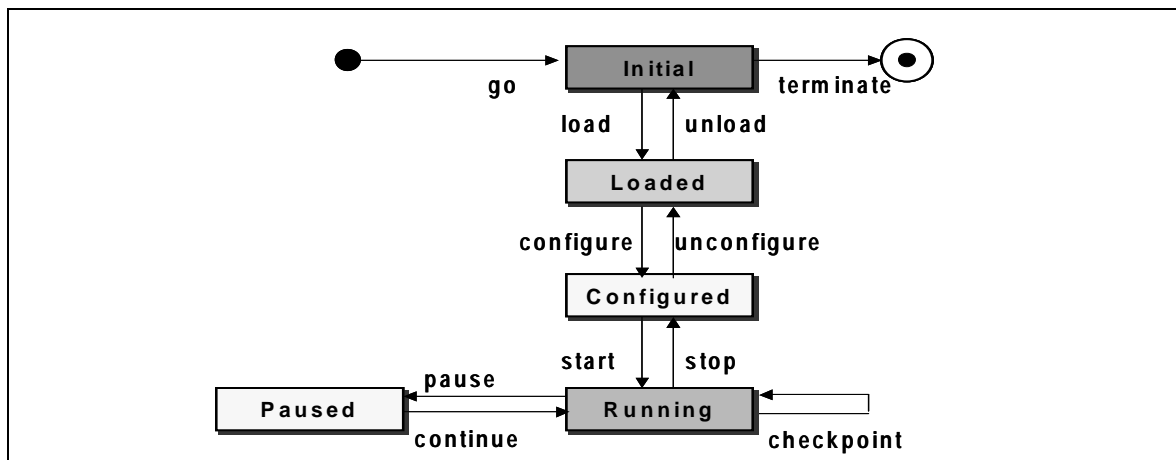 Initial
go
terminate
load
unload
Loaded
configure
unconfigure
Configured
start
stop
pause
Paused
Running
continue
checkpoint